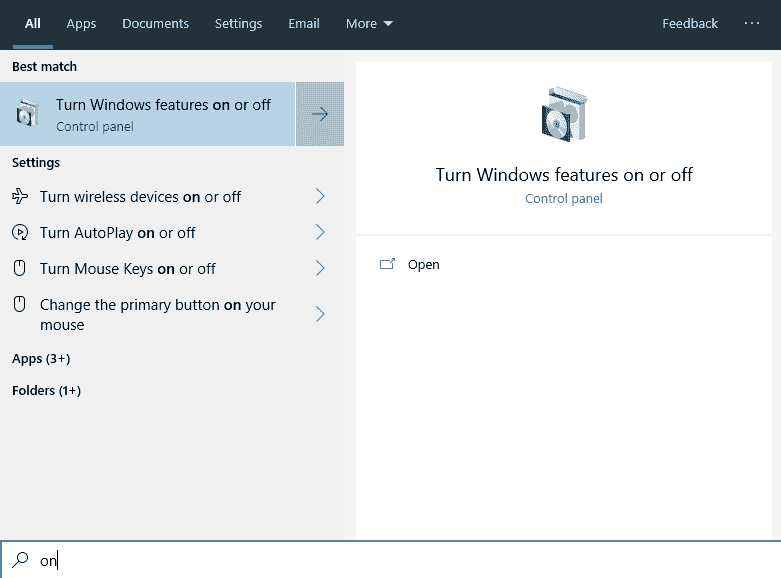 All Apps Documents Settings Email More Feedback ...
Best match
Turn Windows features on or off
Control panel
Settings
Turn wireless devices on or off
Turn AutoPlay on or off
Turn Mouse Keys on or off
Change the primary button on your
mouse
Apps (3+)
Folders (1+)
Turn Windows features on or off
Control panel
Open
on